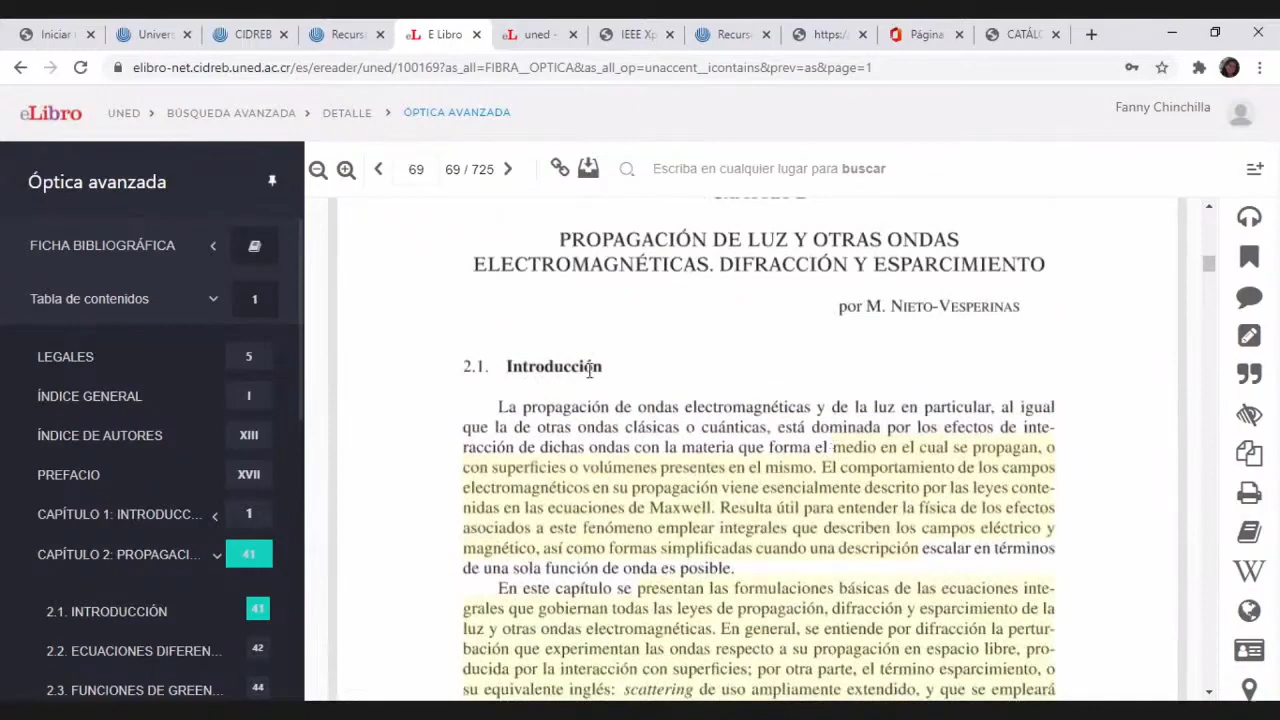 Iniciar
Univers
CIDREB
Recurs
E Libro
uned -
IEEE Xp
Recurs
https:/
Página
CATÁLO
elibro-net.cidreb.uned.ac.cr/es/ereader/uned/100169?as_all=FIBRA__OPTICA&as_all_op=unaccent__icontains&prev=as&page=1
eLibro
UNED > BÚSQUEDA AVANZADA > DETALLE > ÓPTICA AVANZADA
Fanny Chinchilla
Óptica avanzada
69 69 / 725
Escriba en cualquier lugar para buscar
FICHA BIBLIOGRÁFICA
Tabla de contenidos 1
LEGALES 5
ÍNDICE GENERAL I
ÍNDICE DE AUTORES XIII
PREFACIO XVII
CAPÍTULO 1: INTRODUCC... 1
CAPÍTULO 2: PROPAGACI... 41
2.1. INTRODUCCIÓN 41
2.2. ECUACIONES DIFEREN... 42
2.3. FUNCIONES DE GREEN... 44
PROPAGACIÓN DE LUZ Y OTRAS ONDAS
ELECTROMAGNÉTICAS. DIFRACCIÓN Y ESPARCIMIENTO
por M. NIETO-VESPERINAS
2.1. Introducción
La propagación de ondas electromagnéticas y de la luz en particular, al igual
que la de otras ondas clásicas o cuánticas, está dominada por los efectos de inte-
racción de dichas ondas con la materia que forma el medio en el cual se propagan, o
con superficies o volúmenes presentes en el mismo. El comportamiento de los campos
electromagnéticos en su propagación viene esencialmente descrito por las leyes conte-
nidas en las ecuaciones de Maxwell. Resulta útil para entender la física de los efectos
asociados a este fenómeno emplear integrales que describen los campos eléctrico y
magnético, así como formas simplificadas cuando una descripción escalar en términos
de una sola función de onda es posible.
En este capítulo se presentan las formulaciones básicas de las ecuaciones inte-
grales que gobiernan todas las leyes de propagación, difracción y esparcimiento de la
luz y otras ondas electromagnéticas. En general, se entiende por difracción la pertur-
bación que experimentan las ondas respecto a su propagación en espacio libre, pro-
ducida por la interacción con superficies; por otra parte, el término esparcimiento, o
su equivalente inglés: scattering de uso ampliamente extendido, y que se empleará